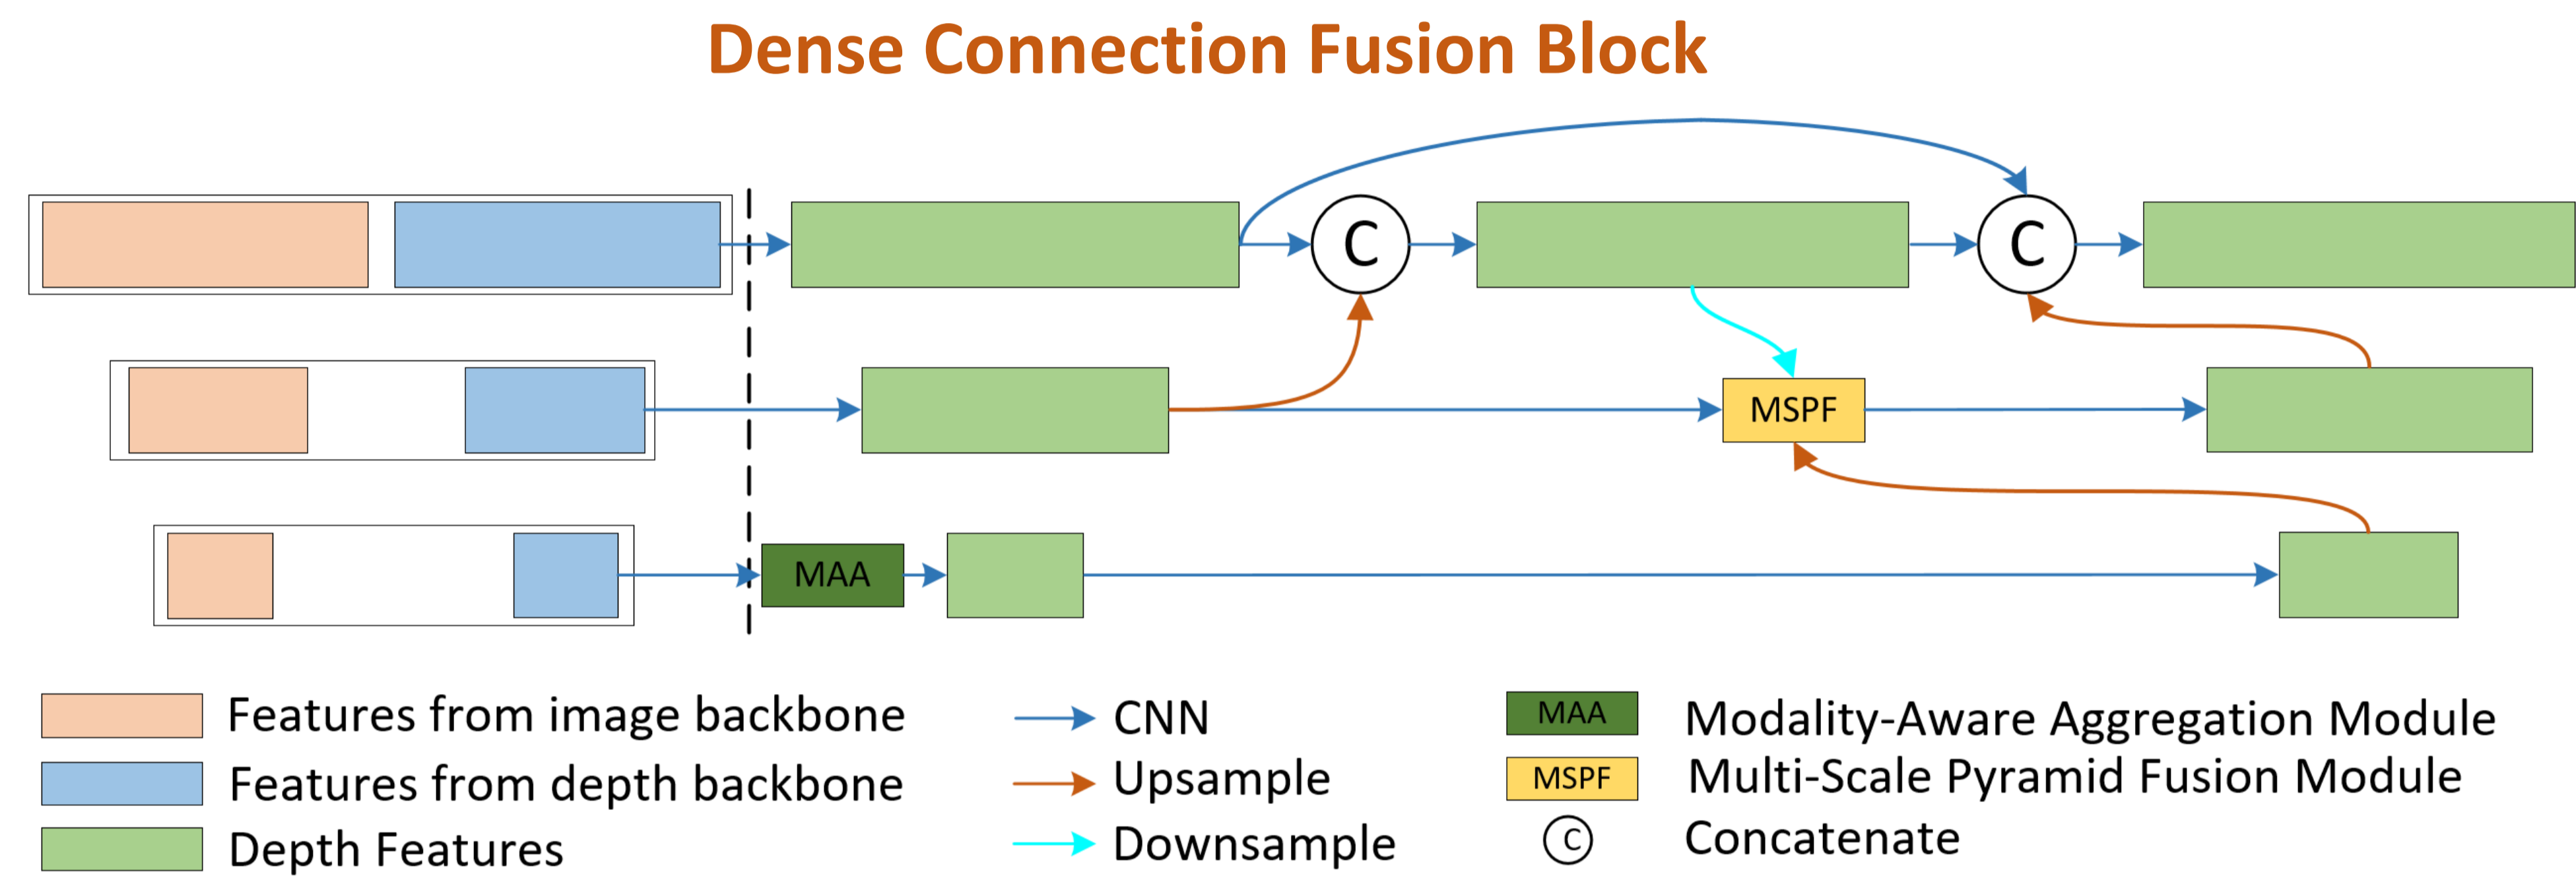 Dense Connection Fusion Block
C
C
MSPF
MAA
Features from image backbone
CNN
MAA
Modality-Aware Aggregation Module
Features from depth backbone
Upsample
MSPF
Multi-Scale Pyramid Fusion Module
Depth Features
Downsample
C
Concatenate